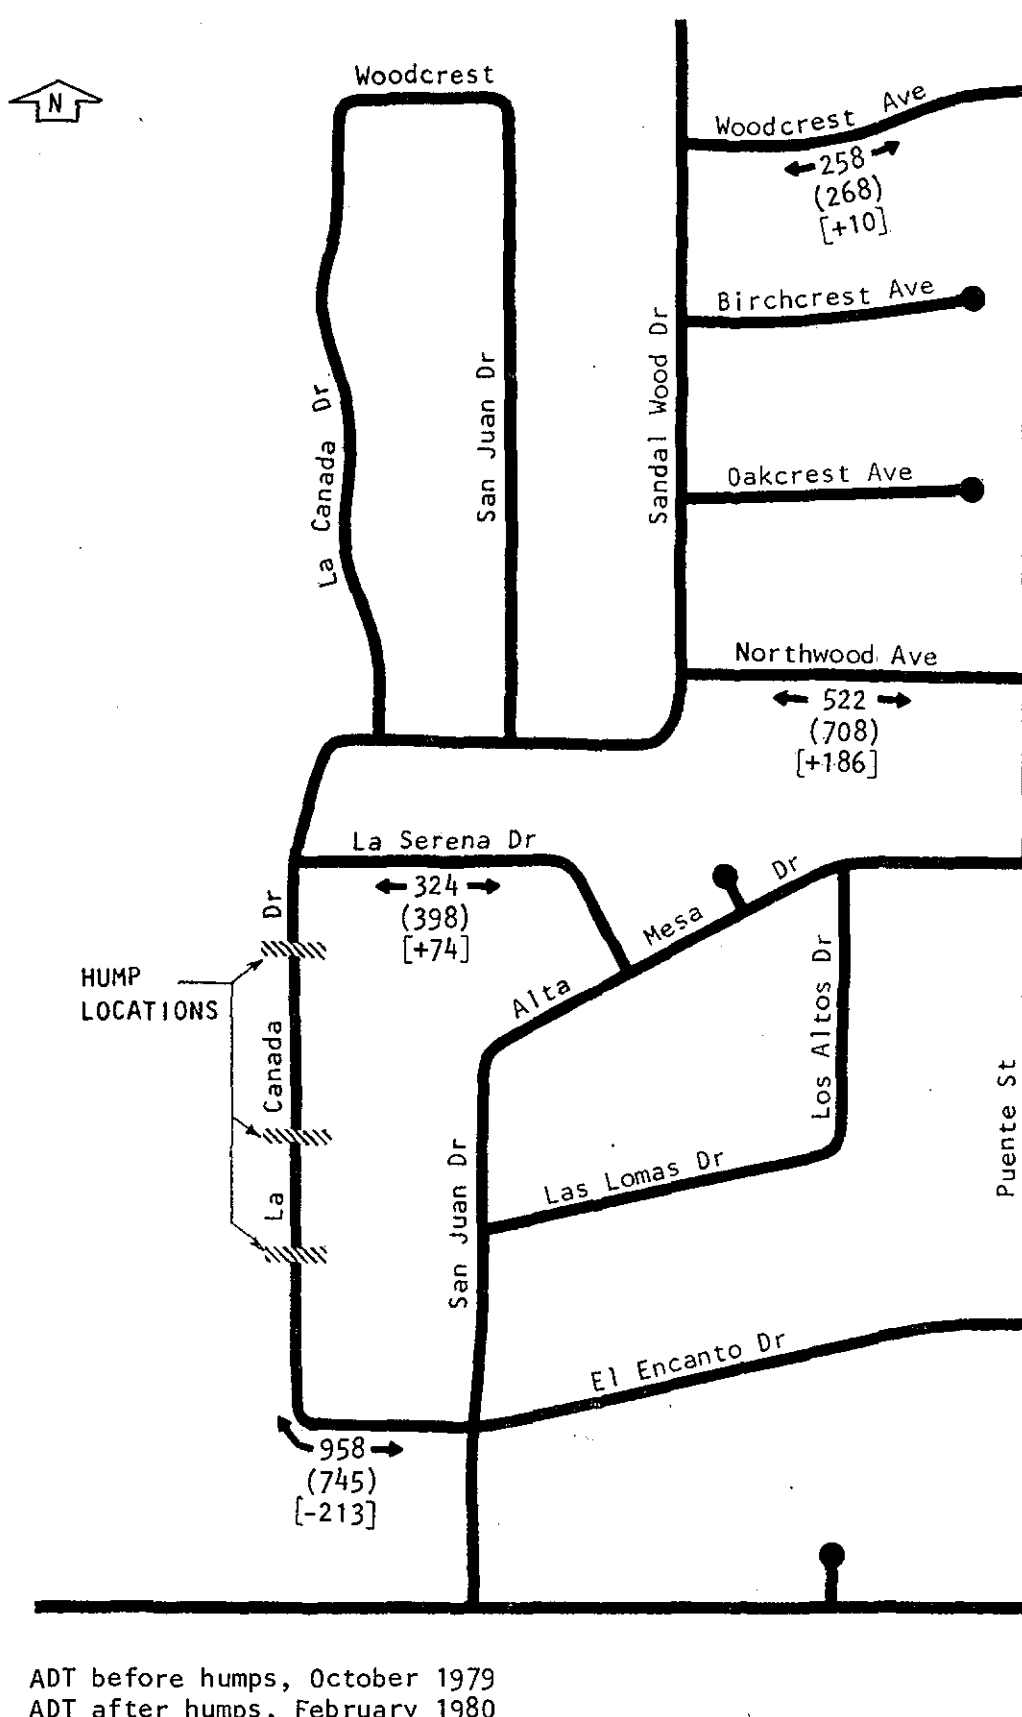 Woodcrest
N
Woodcrest Ave
258
(268)
[+10]
Birchcrest Ave
Sandal Wood Dr
San Juan Dr
La Canada Dr
Oakcrest Ave
Northwood Ave
522
(708)
[+186]
La Serena Dr
324
(398)
[+74]
Alta Mesa Dr
La Canada Dr
HUMP
LOCATIONS
Los Altos Dr
Puente St
San Juan Dr
Las Lomas Dr
El Encanto Dr
958
(745)
[-213]
ADT before humps, October 1979
ADT after humps, February 1980